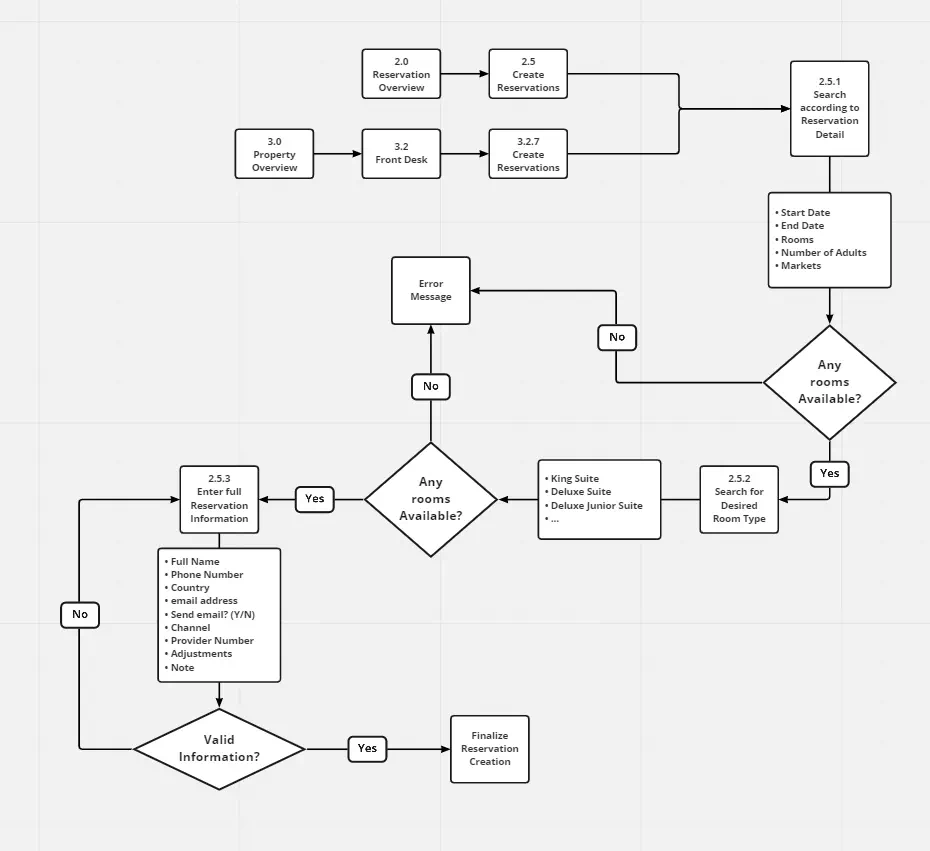 2.0
Reservation
Overview
2.5
Create
Reservations
2.5.1
Search
according to
Reservation
Detail
3.0
Property
Overview
3.2
Front Desk
3.2.7
Create
Reservations
• Start Date
• End Date
• Rooms
• Number of Adults
• Markets
Error
Message
No
Any
rooms
Available?
No
Yes
2.5.2
Search for
Desired
Room Type
• King Suite
• Deluxe Suite
• Deluxe Junior Suite
• ...
Any
rooms
Available?
Yes
2.5.3
Enter full
Reservation
Information
• Full Name
• Phone Number
• Country
• email address
• Send email? (Y/N)
• Channel
• Provider Number
• Adjustments
• Note
No
Valid
Information?
Yes
Finalize
Reservation
Creation